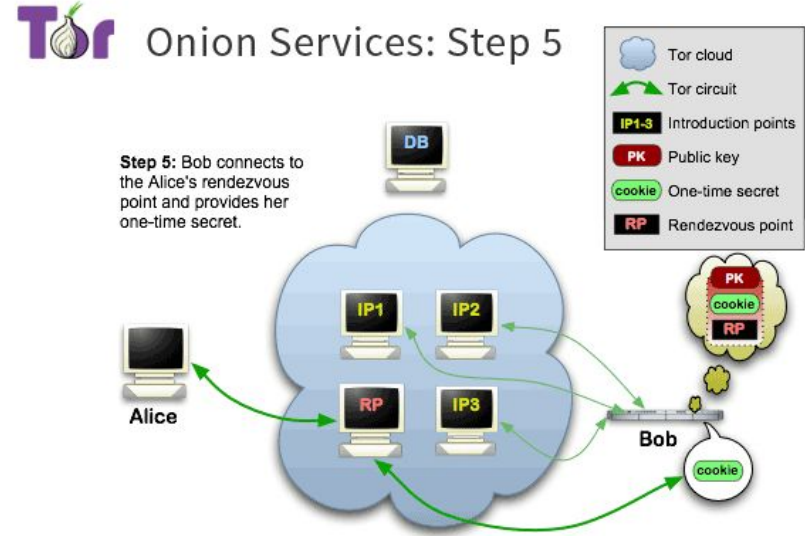 Tor Onion Services: Step 5
Tor cloud
Tor circuit
IP1-3 Introduction points
PK Public key
cookie One-time secret
RP Rendezvous point
DB
Step 5: Bob connects to
the Alice's rendezvous
point and provides her
one-time secret.
PK
cookie
RP
IP1 IP2
Alice
RP IP3
Bob
cookie